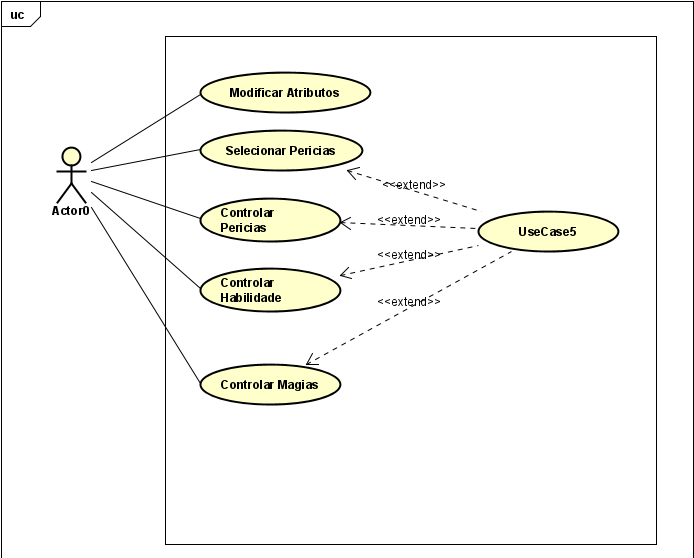 uc
Modificar Atributos
Selecionar Pericias
<<extend>>
Actor0
Controlar
Pericias
<<extend>>
UseCase5
<<extend>>
Controlar
Habilidade
<<extend>>
Controlar Magias